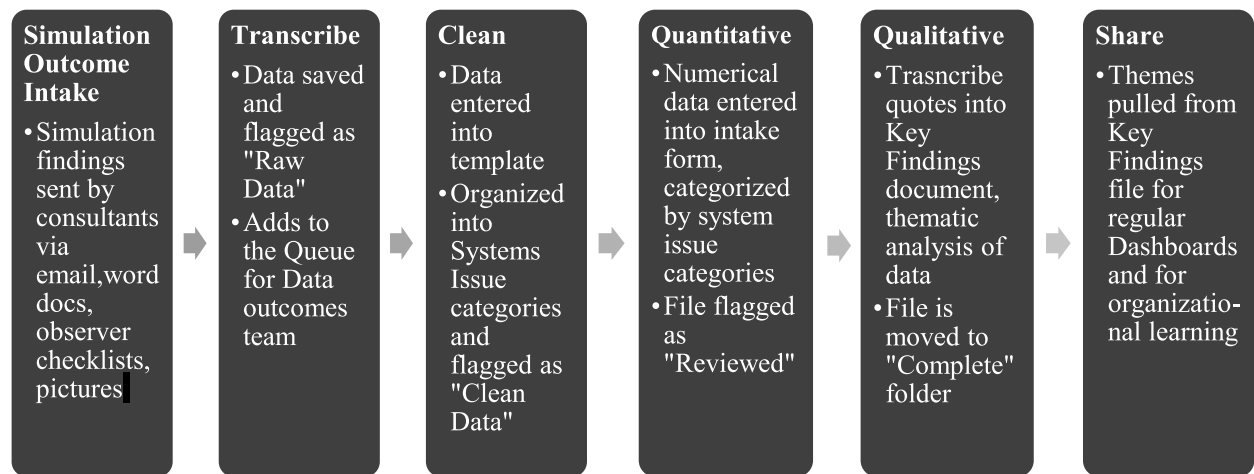 Simulation
Outcome
Intake
•Simulation
findings
sent by
consultants
via
email,word
docs,
observer
checklists,
pictures
Transcribe
•Data saved
and
flagged as
"Raw
Data"
•Adds to
the Queue
for Data
outcomes
team
Clean
•Data
entered
into
template
•Organized
into
Systems
Issue
categories
and
flagged as
"Clean
Data"
Quantitative
•Numerical
data entered
into intake
form,
categorized
by system
issue
categories
•File flagged
as
"Reviewed"
Qualitative
•Trasncribe
quotes into
Key
Findings
document,
thematic
analysis of
data
•File is
moved to
"Complete"
folder
Share
•Themes
pulled from
Key
Findings
file for
regular
Dashboards
and for
organizatio-
nal learning